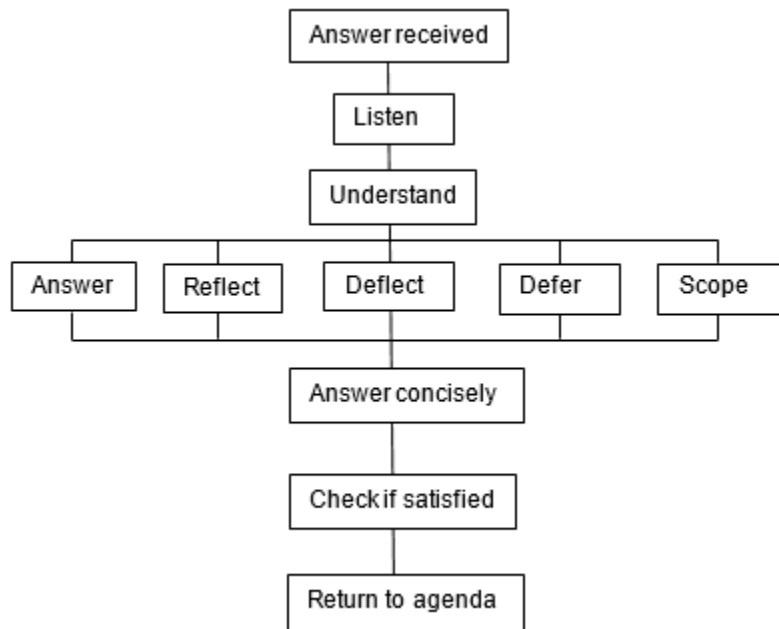 Answer received
Listen
Understand
Answer
Reflect
Deflect
Defer
Scope
Answer concisely
Check if satisfied
Return to agenda